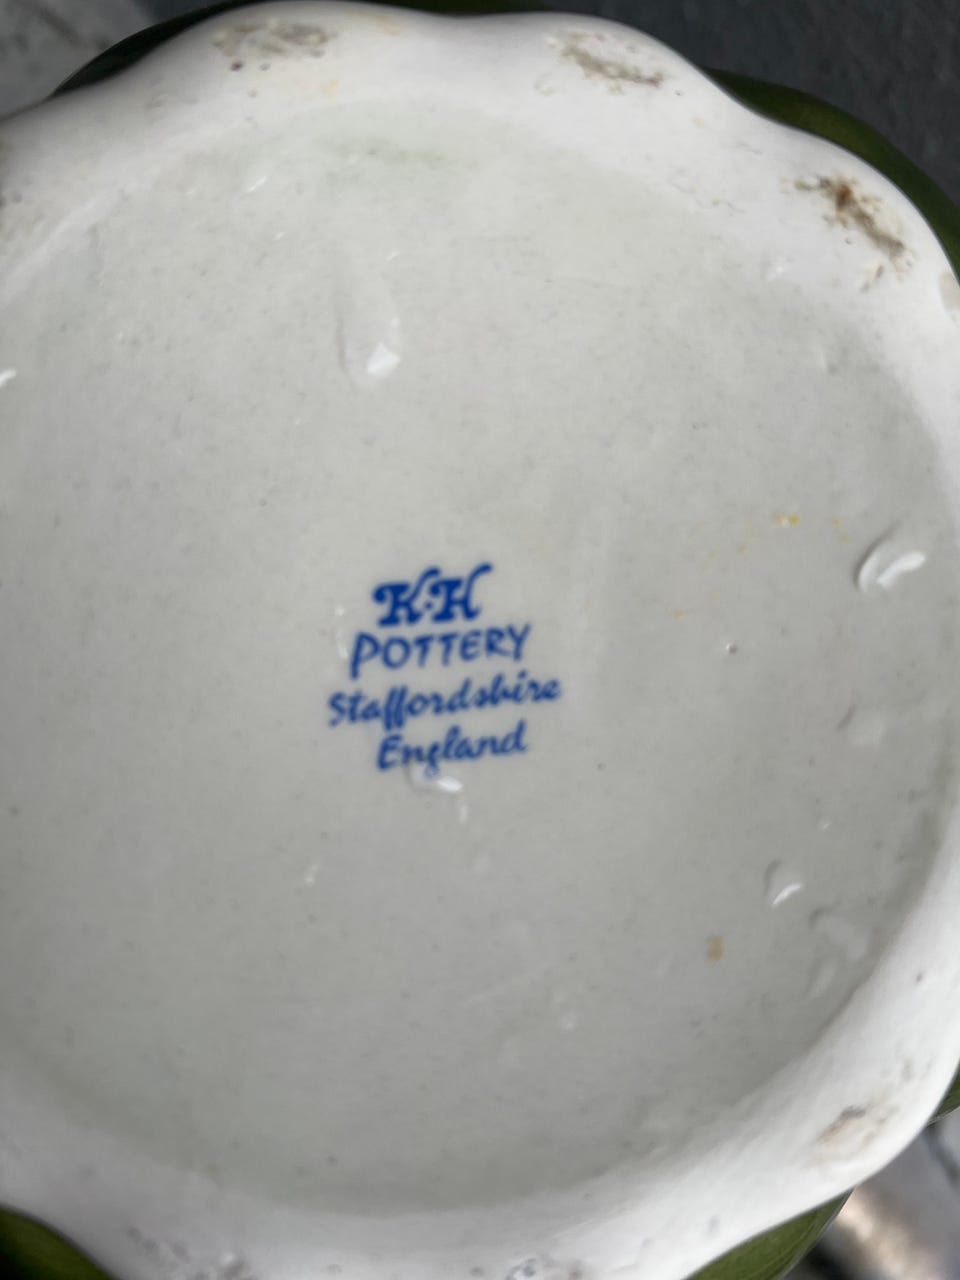 K·H
POTTERY
Staffordshire
England